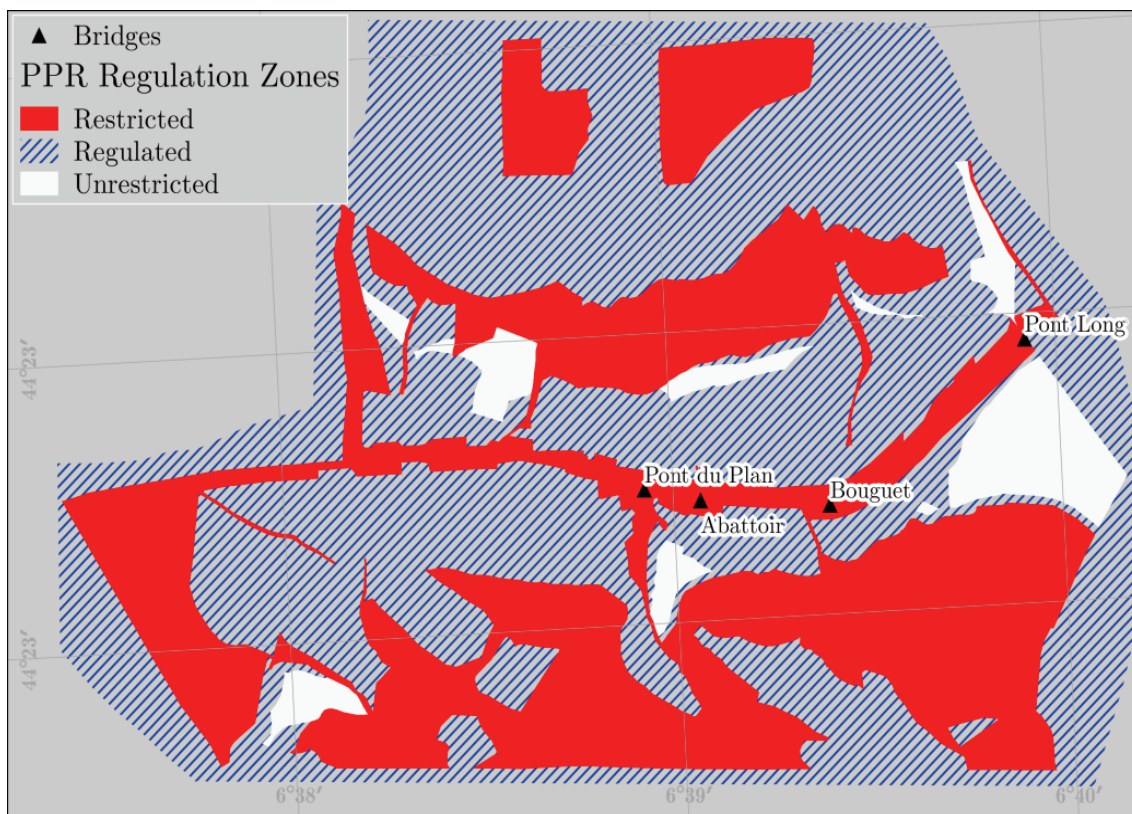 Bridges
PPR Regulation Zones
Restricted
Regulated
Unrestricted
Pont Long
44°23′
Pont du Plan
Bouguet
Abattoir
44°23′
6°38′
6°39′
6°40′